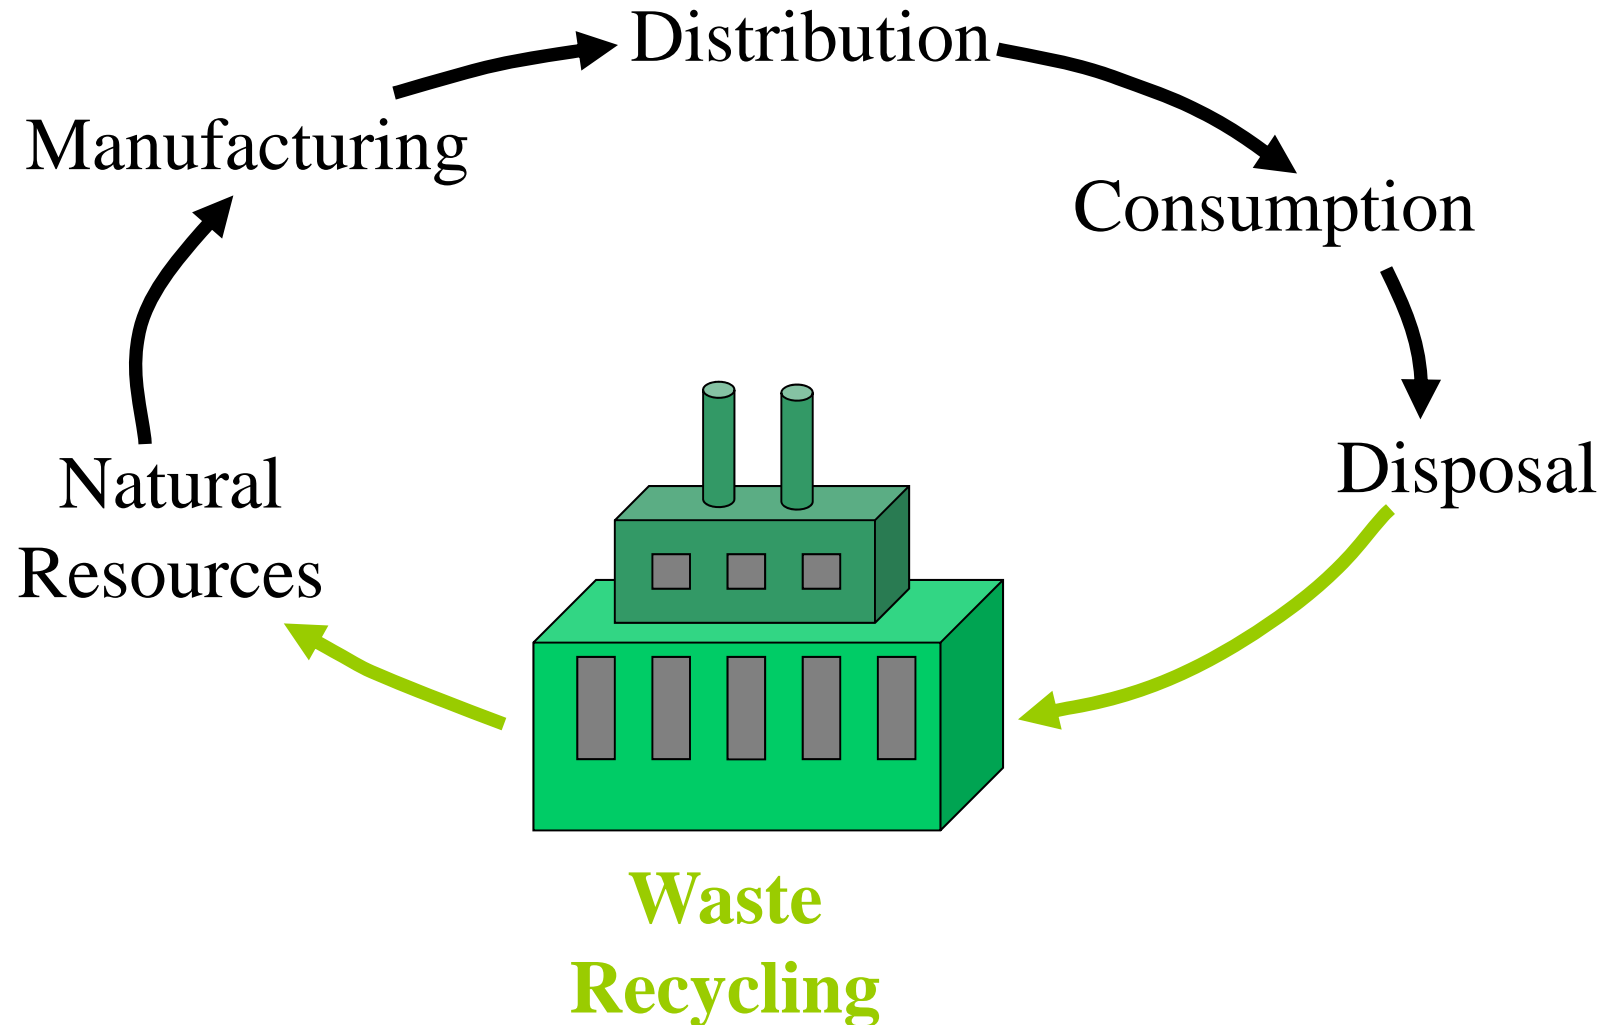 Distribution
Manufacturing
Consumption
Disposal
Natural
Resources
Waste
Recycling